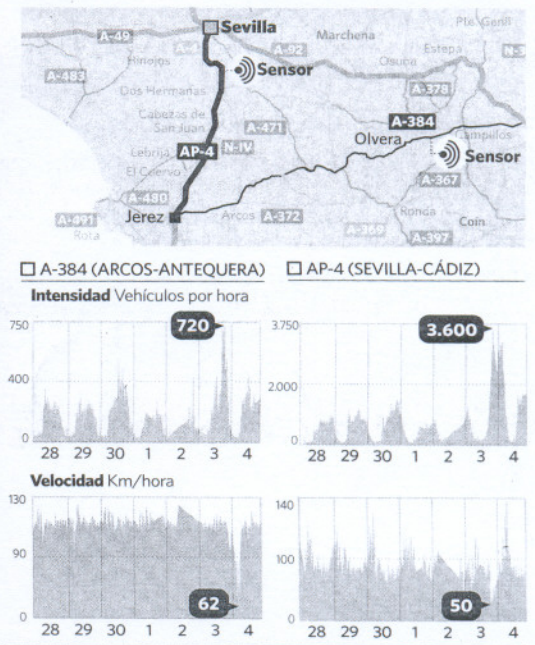 Sevilla
A-49
A-92
Marchena
Pte. Genil
Hinojos
Estepa
N-3
A-4
Sensor
Osuna
A-483
A-378
Dos Hermanas
Cabezas de
San Juan
A-471
A-384
Olvera
Campillos
Lebrija
AP-4
N-IV
Sensor
El Cuervo
A-367
A-480
Ronda
A-491
Jerez
Arcos
A-372
Coin
Rota
A-369
A-397
A-384 (ARCOS-ANTEQUERA)
AP-4 (SEVILLA-CÁDIZ)
Intensidad Vehículos por hora
750
720
3.750
3.600
400
2.000
0
0
28 29 30 1 2 3 4
28 29 30 1 2 3 4
Velocidad Km/hora
130
140
90
100
62
50
0
0
28 29 30 1 2 3 4
28 29 30 1 2 3 4